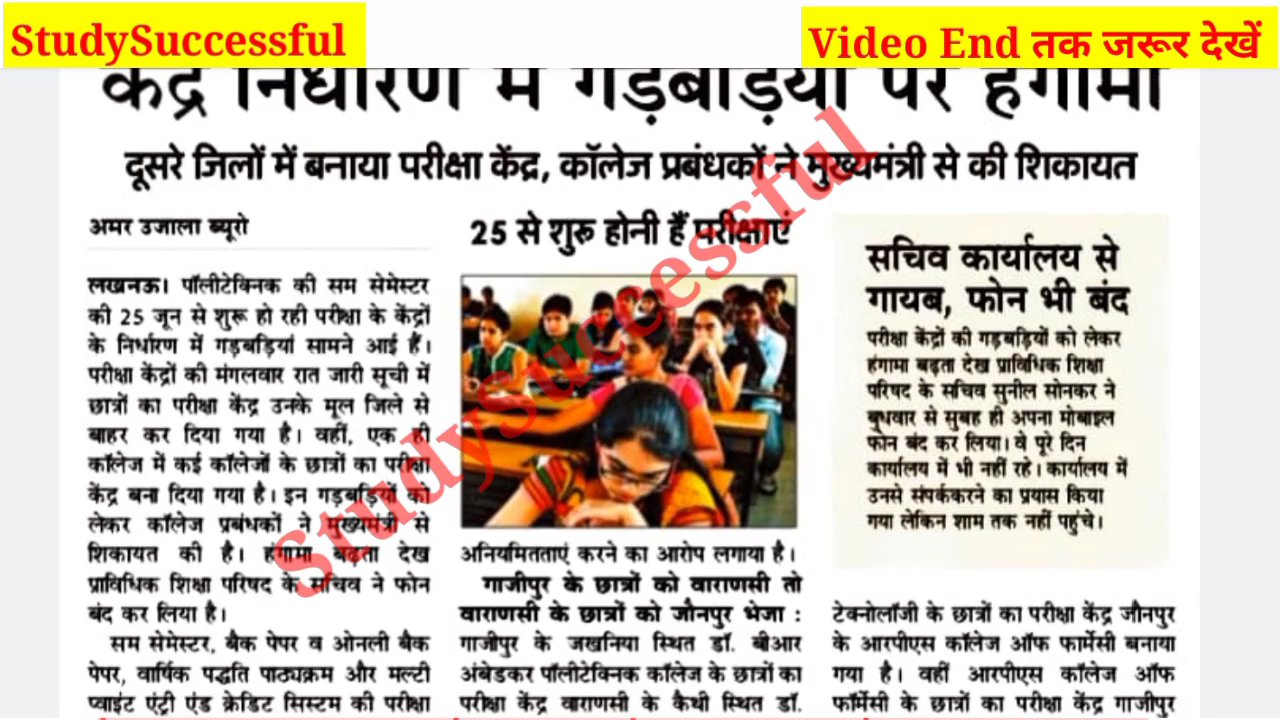 StudySuccessful
Video End तक जरूर देखें
केंद्र निर्धारण में गड़बड़ियों पर हंगामा
दूसरे जिलों में बनाया परीक्षा केंद्र, कॉलेज प्रबंधकों ने मुख्यमंत्री से की शिकायत
अमर उजाला ब्यूरो
लखनऊ। पॉलीटेक्निक की सम सेमेस्टर
की 25 जून से शुरू हो रही परीक्षा के केंद्रों
के निर्धारण में गड़बड़ियां सामने आई हैं।
परीक्षा केंद्रों की मंगलवार रात जारी सूची में
छात्रों का परीक्षा केंद्र उनके मूल जिले से
बाहर कर दिया गया है। वहीं, एक ही
कॉलेज में कई कॉलेजों के छात्रों का परीक्षा
केंद्र बना दिया गया है। इन गड़बड़ियों को
लेकर कॉलेज प्रबंधकों ने मुख्यमंत्री से
शिकायत की है। हंगामा बढ़ता देख
प्राविधिक शिक्षा परिषद के सचिव ने फोन
बंद कर लिया है।
सम सेमेस्टर, बैक पेपर व ओनली बैक
पेपर, वार्षिक पद्धति पाठ्यक्रम और मल्टी
प्वाइंट एंट्री एंड क्रेडिट सिस्टम की परीक्षा
25 से शुरू होनी हैं परीक्षाएं
अनियमितताएं करने का आरोप लगाया है।
गाजीपुर के छात्रों को वाराणसी तो
वाराणसी के छात्रों को जौनपुर भेजा :
गाजीपुर के जखनिया स्थित डॉ. बीआर
अंबेडकर पॉलीटेक्निक कॉलेज के छात्रों का
परीक्षा केंद्र वाराणसी के कैथी स्थित डॉ.
सचिव कार्यालय से
गायब, फोन भी बंद
परीक्षा केंद्रों की गड़बड़ियों को लेकर
हंगामा बढ़ता देख प्राविधिक शिक्षा
परिषद के सचिव सुनील सोनकर ने
बुधवार से सुबह ही अपना मोबाइल
फोन बंद कर लिया। वे पूरे दिन
कार्यालय में भी नहीं रहे। कार्यालय में
उनसे संपर्ककरने का प्रयास किया
गया लेकिन शाम तक नहीं पहुंचे।
टेक्नोलॉजी के छात्रों का परीक्षा केंद्र जौनपुर
के आरपीएस कॉलेज ऑफ फार्मेसी बनाया
गया है। वहीं आरपीएस कॉलेज ऑफ
फॉर्मेसी के छात्रों का परीक्षा केंद्र गाजीपुर
StudySuccessful